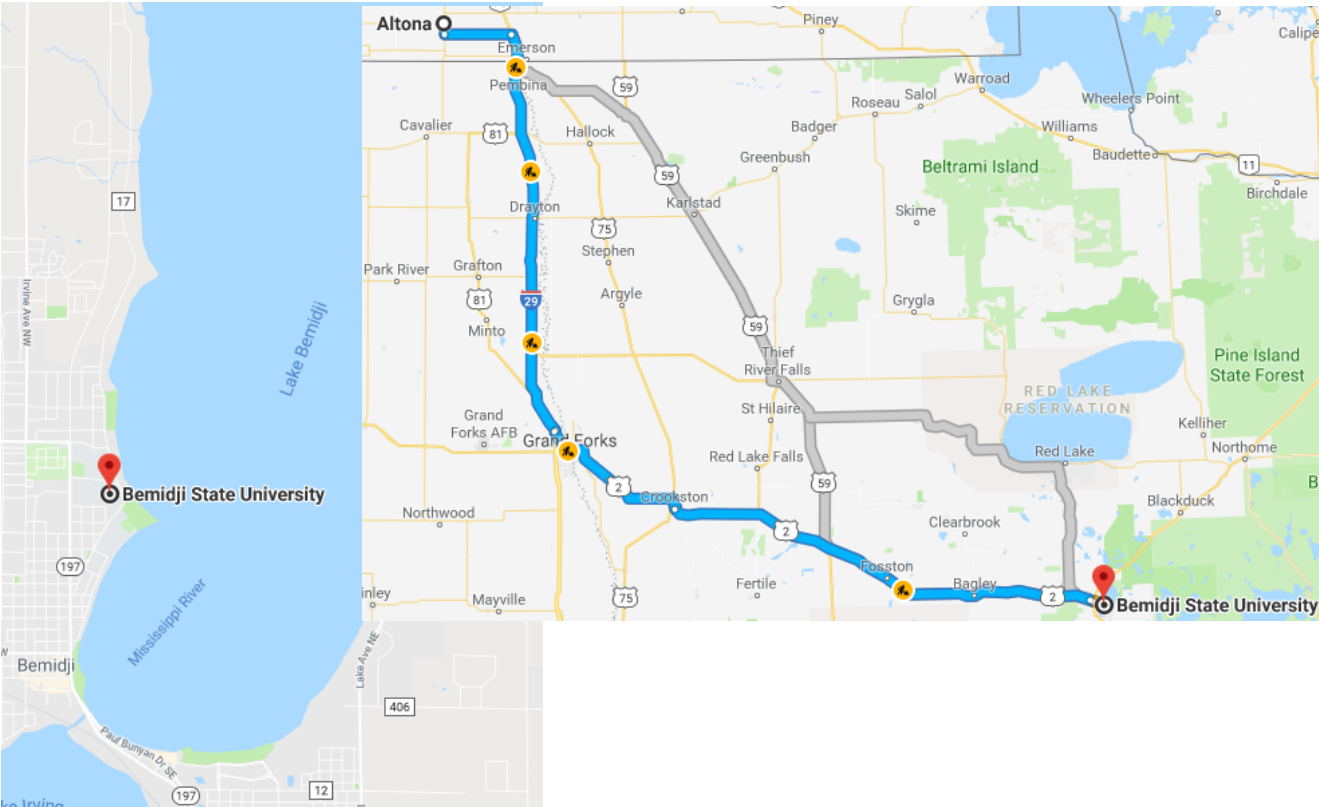 17
Irvine Ave NW
Lake Bemidji
Bemidji State University
197
Mississippi River
Bemidji
Lake Ave NE
406
Paul Bunyan Dr SE
12
197
ke Irving
Altona
Emerson
Piney
Calipe
Pembina
59
Warroad
Salol
Roseau
Wheelers Point
Cavalier
81
Hallock
Badger
Williams
Baudette
11
Greenbush
59
Beltrami Island
Birchdale
Drayton
Karlstad
Skime
75
Stephen
Park River
Grafton
81
29
Argyle
Grygla
Minto
59
Thief
River Falls
Pine Island
State Forest
RED LAKE
RESERVATION
St Hilaire
Grand
Forks AFB
Grand Forks
Kelliher
Red Lake Falls
Red Lake
Northome
2
59
B
Crookston
Blackduck
Northwood
2
Clearbrook
Fosston
Fertile
Bagley
2
inley
Mayville
75
Bemidji State University